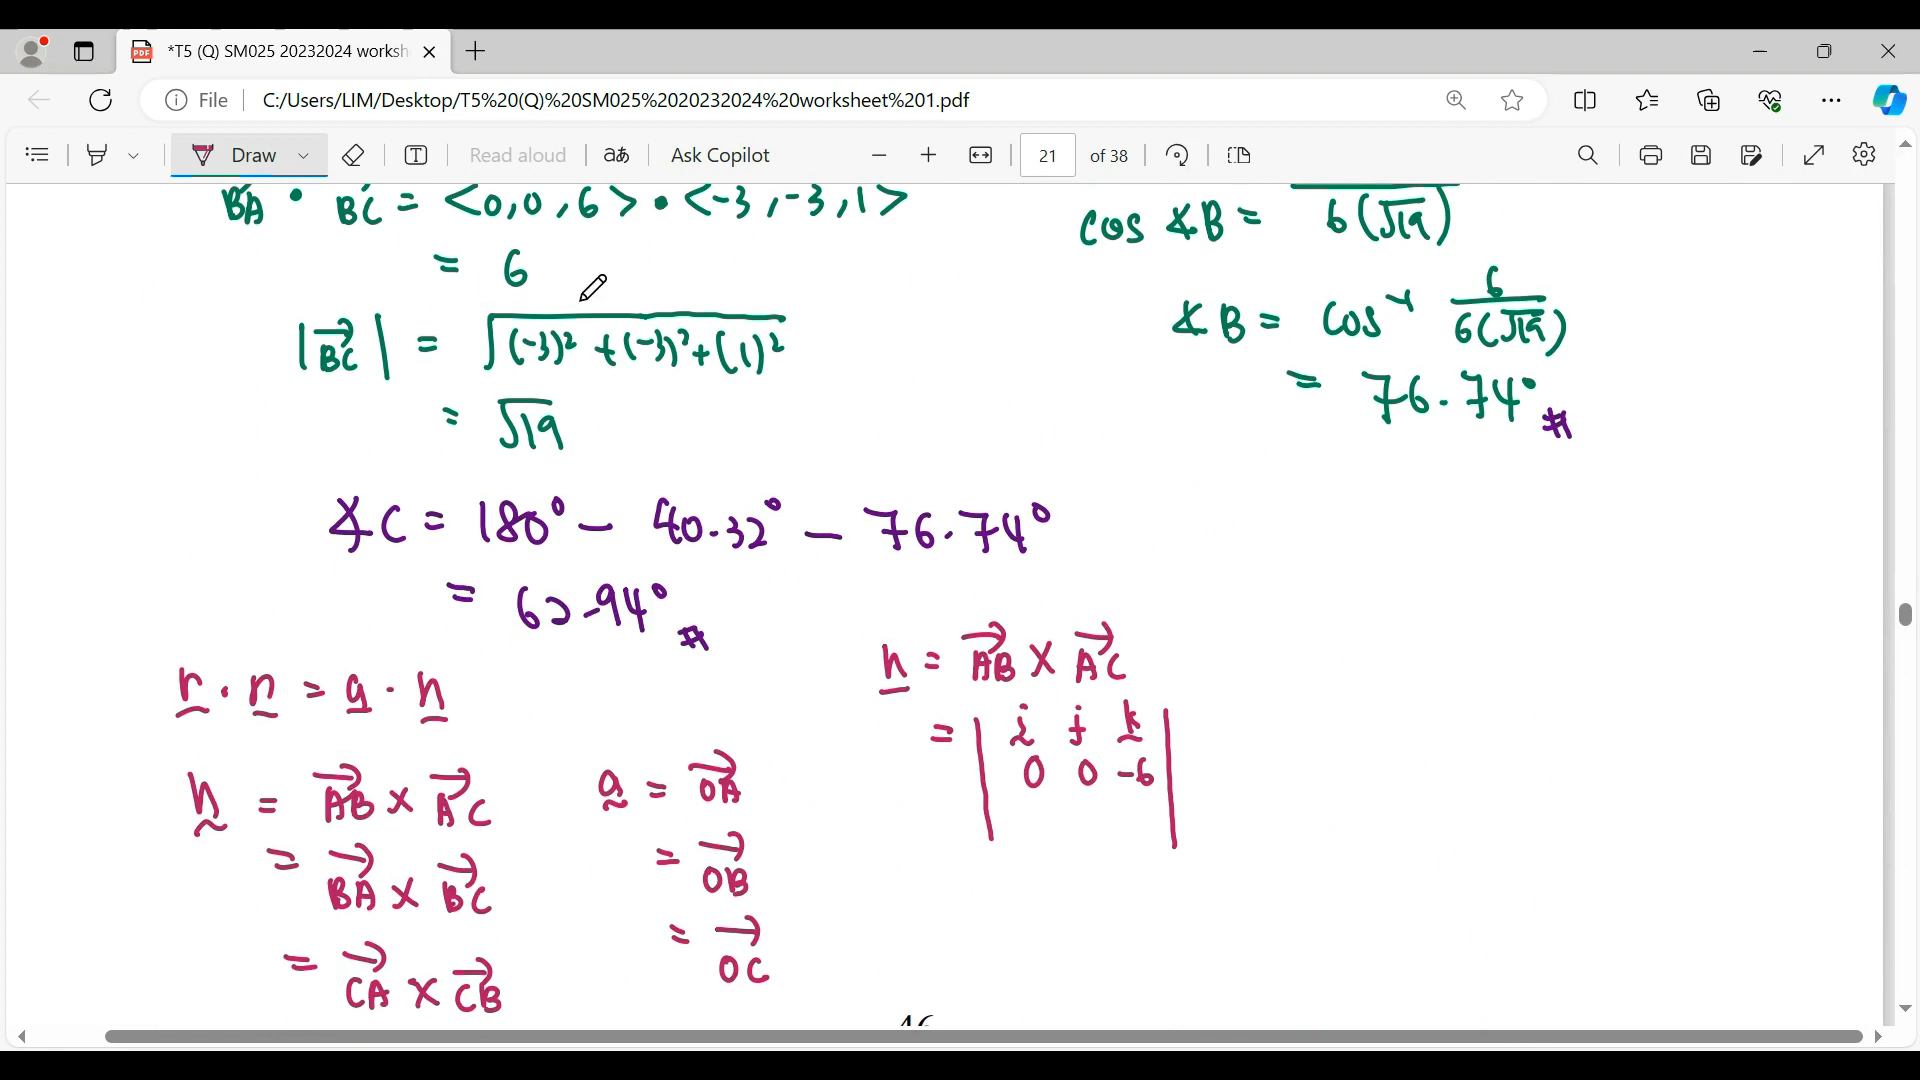 *T5 (Q) SM025 20232024 worksh
File C:/Users/LIM/Desktop/T5%20(Q)%20SM025%2020232024%20worksheet%201.pdf
Draw Read aloud aあ Ask Copilot 21 of 38
BA • BC = <0,0,6> • <-3,-3,1>
= 6
|BC| = √((-3)² + (-3)² + (1)²)
= √19
cos ∡B = 6(√19)
∡B = cos⁻¹ 6/6(√19)
= 76.74° #
∡C = 180° - 40.32° - 76.74°
= 62.94° #
r · n = a · n
n = AB × AC
= BA × BC
= CA × CB
a = OA
= OB
= OC
n = AB × AC
= | i j k
0 0 -6 |